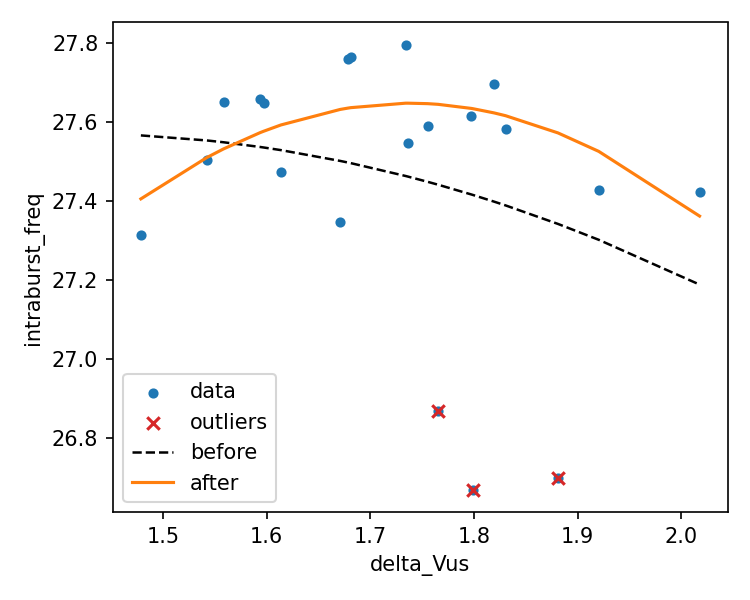 27.8
27.6
27.4
27.2
27.0
26.8
intraburst_freq
data
outliers
before
after
1.5 1.6 1.7 1.8 1.9 2.0
delta_Vus